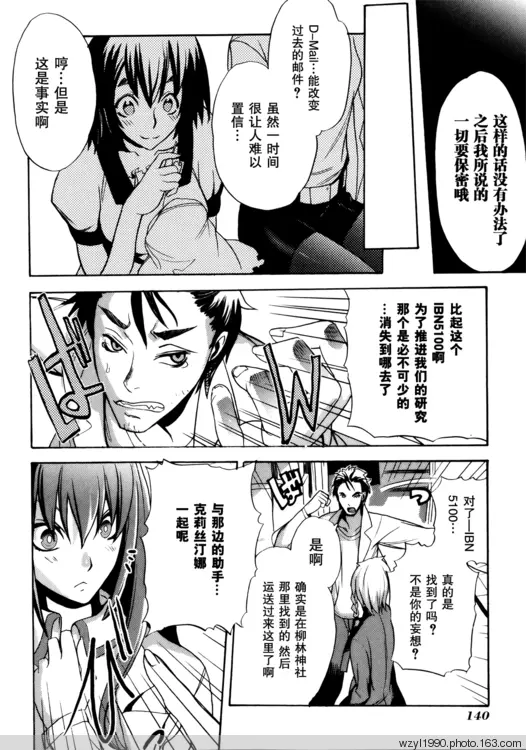 这样的话没有办法了
之后我所说的
一切要保密哦
D-Mail…能改变
过去的邮件？
虽然一时间
很让人难以
置信…
哼…但是
这是事实啊
比起这个
IBN5100啊
为了推进我们的研究
那个是必不可少的
…消失到哪去了
ばばばっ
W
对了—IBN
5100…
真的是
找到了吗？
不是你的妄想？
是啊
确实是在柳林神社
那里找到的 然后
运送过来这里了啊
与那边的助手…
克莉丝汀娜
一起呢
140
wzyl1990.photo.163.com